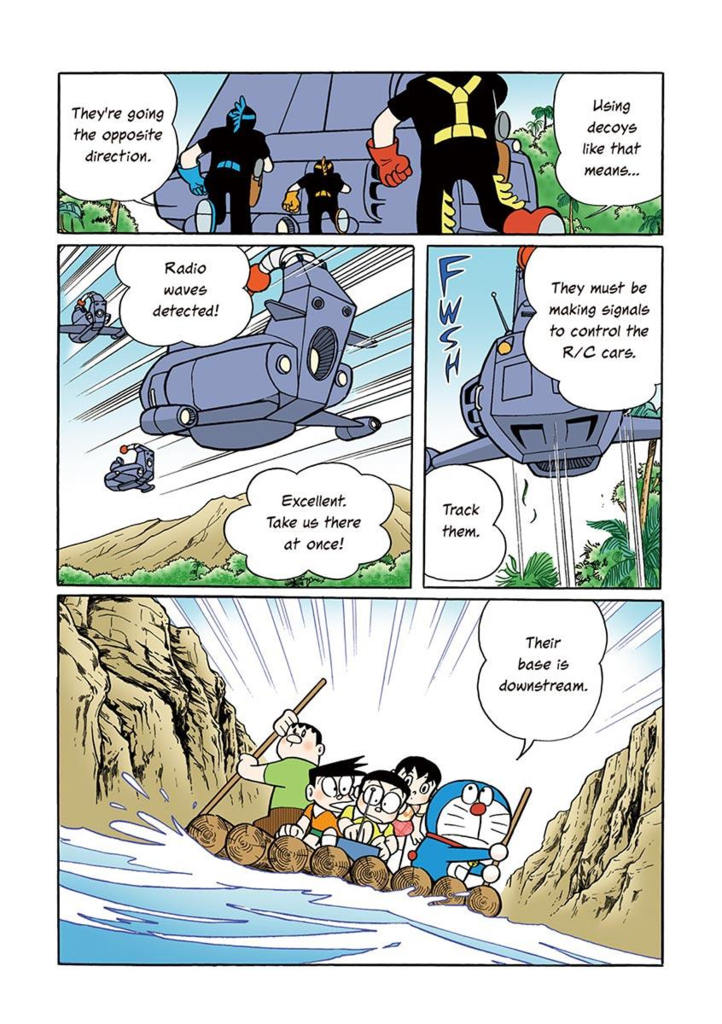 They're going
the opposite
direction.
Using
decoys
like that
means...
Radio
waves
detected!
Excellent.
Take us there
at once!
FWSH
They must be
making signals
to control the
R/C cars.
Track
them.
Their
base is
downstream.